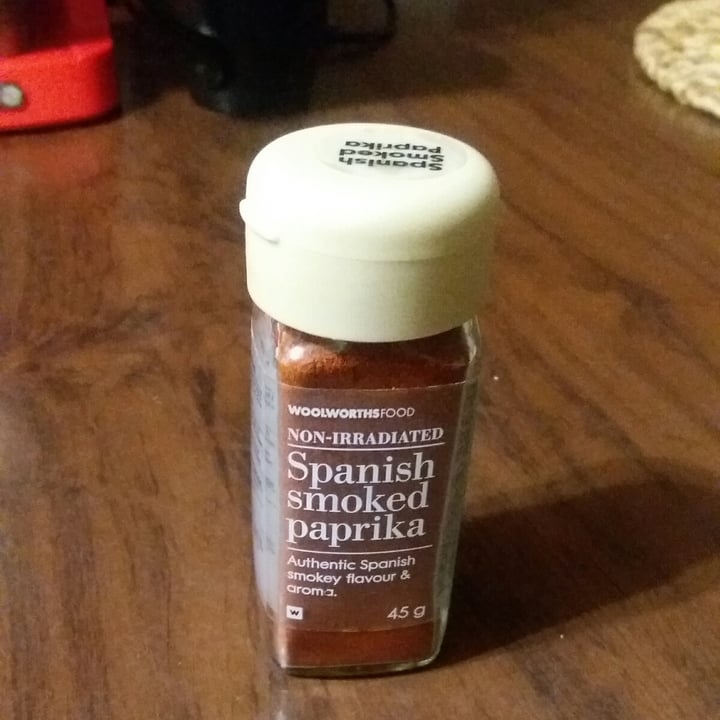 Spanish
Smoked
Paprika
WOOLWORTHSFOOD
NON-IRRADIATED
Spanish
smoked
paprika
Authentic Spanish
smokey flavour &
aroma.
W
45 g